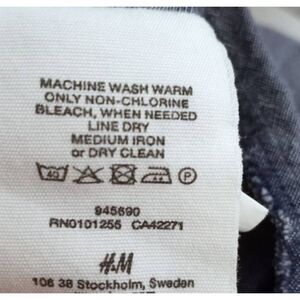 MACHINE WASH WARM
ONLY NON-CHLORINE
BLEACH, WHEN NEEDED
LINE DRY
MEDIUM IRON
or DRY CLEAN
40 P
945690
RN0101255 CA42271
H&M
106 38 Stockholm, Sweden